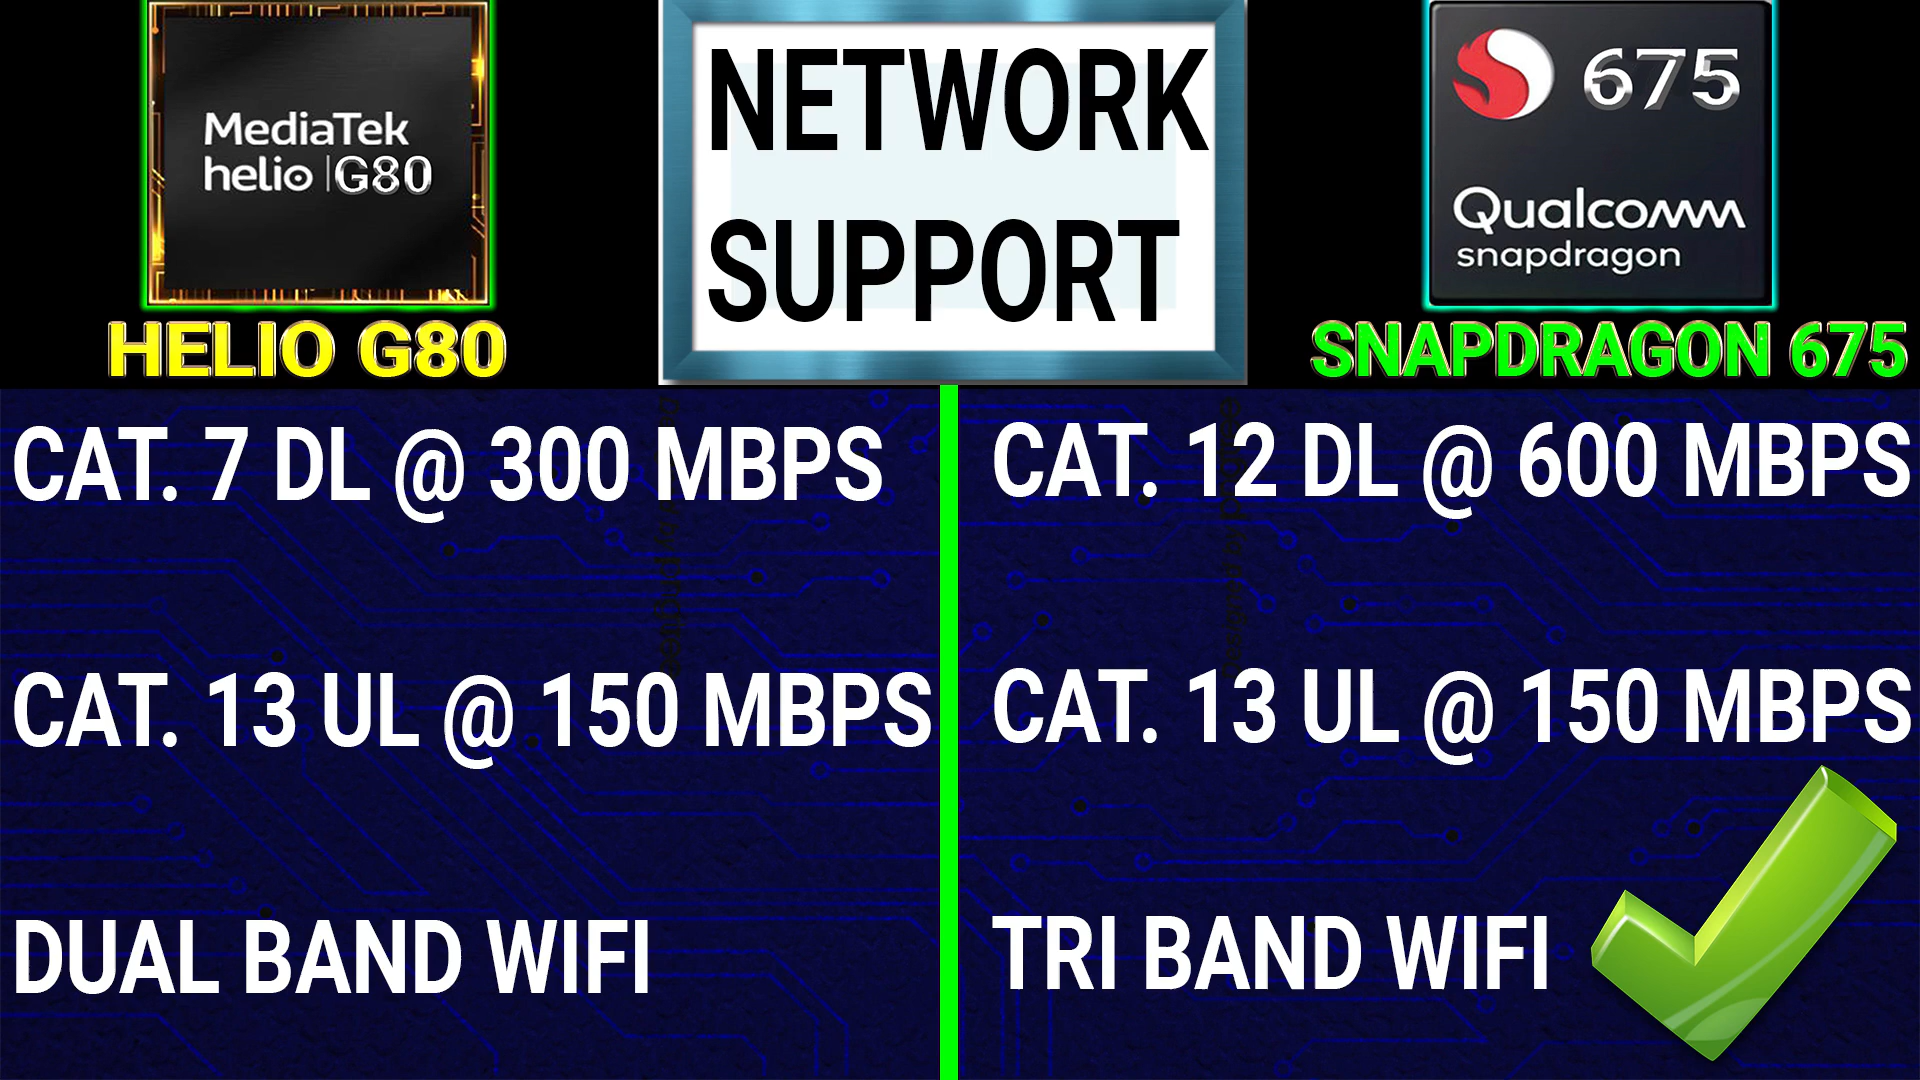 MediaTek
helio | G80
HELIO G80
NETWORK
SUPPORT
675
Qualcomm
snapdragon
SNAPDRAGON 675
CAT. 7 DL @ 300 MBPS
CAT. 13 UL @ 150 MBPS
DUAL BAND WIFI
CAT. 12 DL @ 600 MBPS
CAT. 13 UL @ 150 MBPS
TRI BAND WIFI